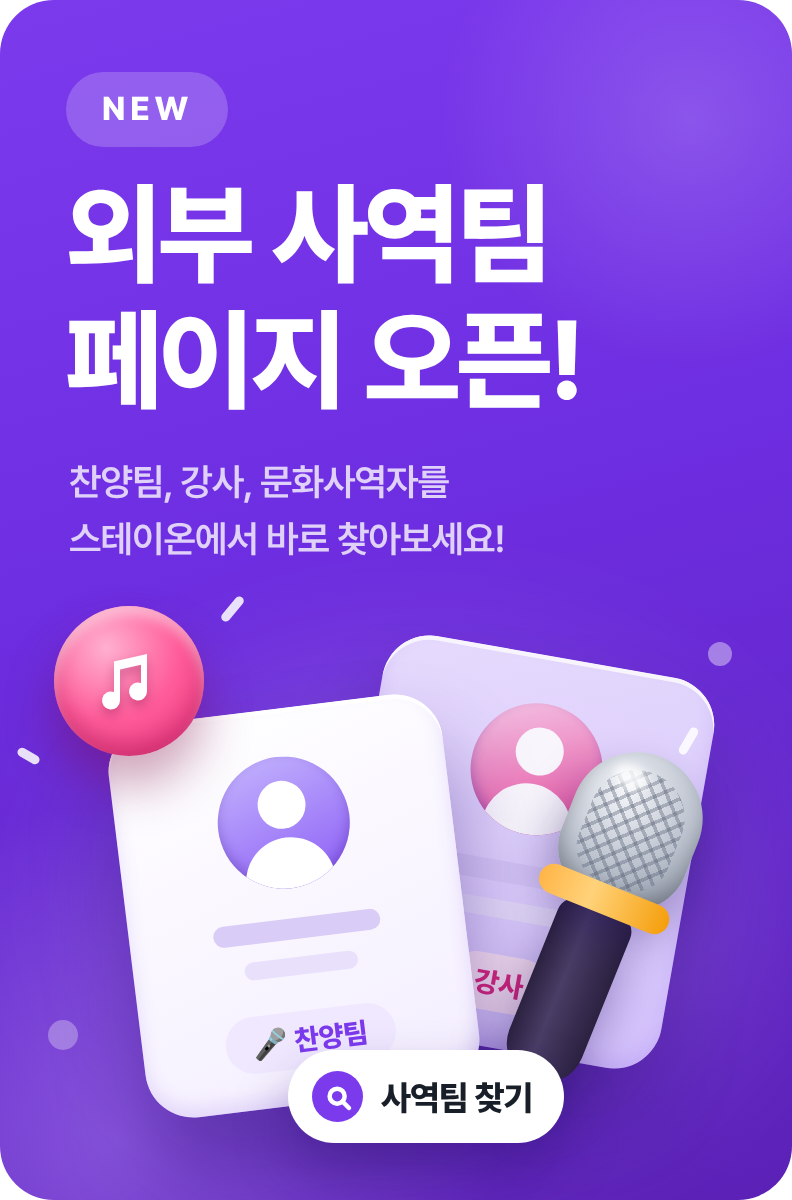 NEW
외부 사역팀
페이지 오픈!
찬양팀, 강사, 문화사역자를
스테이온에서 바로 찾아보세요!
강사
찬양팀
사역팀 찾기